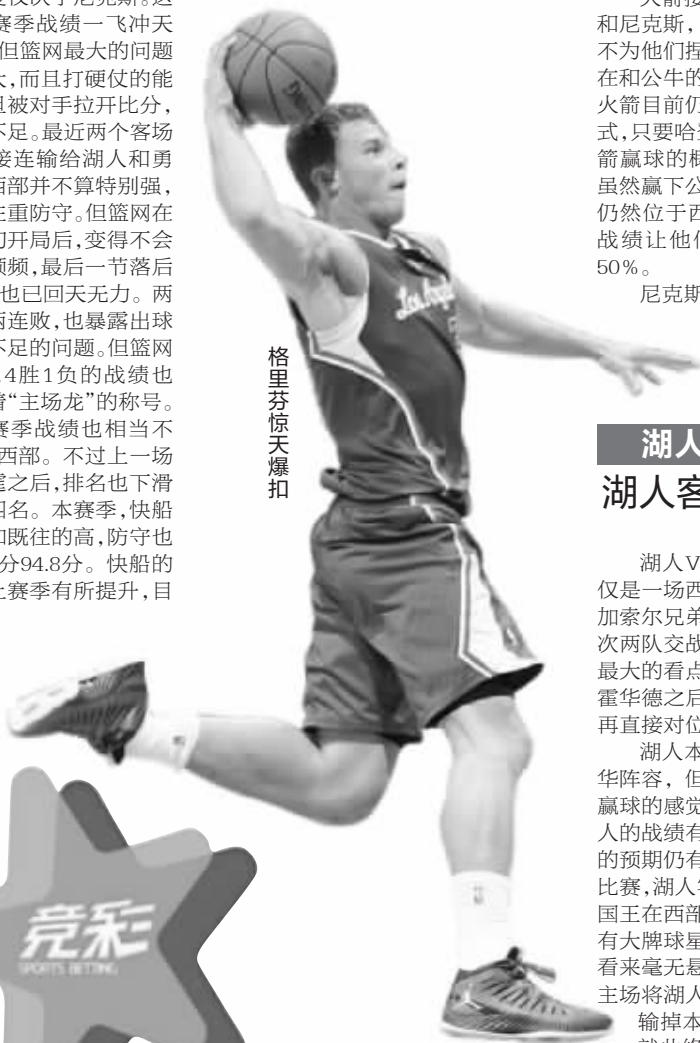 赛季战绩一飞冲天
但篮网最大的问题
大,而且打硬仗的能
旦被对手拉开比分,
不足。最近两个客场
接连输给湖人和勇
西部并不算特别强,
注重防守。但篮网在
开局后,变得不会
频频,最后一节落后
也已回天无力。两
两连败,也暴露出球
不足的问题。但篮网
4胜1负的战绩也
着“主场龙”的称号。
赛季战绩也相当不
西部。不过上一场
之后,排名也下滑
四名。本赛季,快船
如既往的高,防守也
分94.8分。快船的
上赛季有所提升,目
格里芬惊天爆扣
Los Angeles
竞彩
SPORTS BETTING
和尼克斯,
不为他们捏
在和公牛的
火箭目前仍
式,只要哈
箭赢球的概
虽然赢下公
仍然位于西
战绩让他们
50%。
尼克斯
湖人
湖人客
湖人V
仅是一场西
加索尔兄弟
次两队交战
最大的看点
霍华德之后
再直接对位
湖人本
华阵容，但
赢球的感觉
人的战绩有
的预期仍有
比赛,湖人
国王在西部
有大牌球星
看来毫无悬
主场将湖人
输掉本